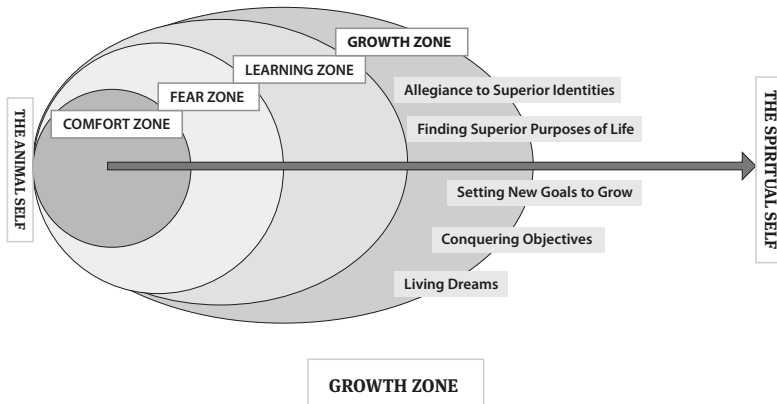 GROWTH ZONE
LEARNING ZONE
FEAR ZONE
COMFORT ZONE
THE ANIMAL SELF
Allegiance to Superior Identities
Finding Superior Purposes of Life
Setting New Goals to Grow
Conquering Objectives
Living Dreams
THE SPIRITUAL SELF
GROWTH ZONE